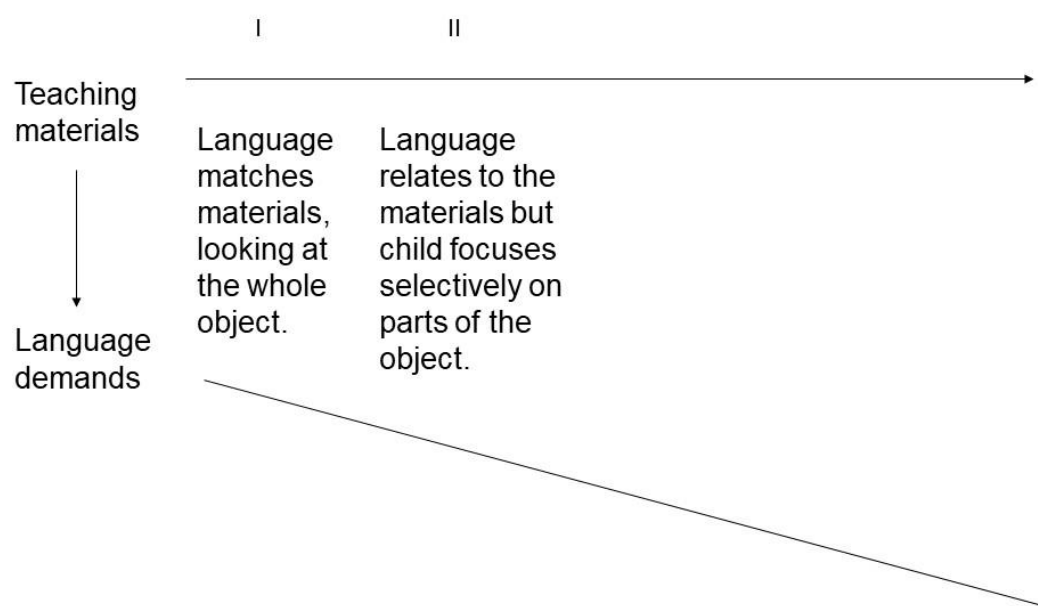 I
II
Teaching
materials
Language
matches
materials,
looking at
the whole
object.
Language
relates to the
materials but
child focuses
selectively on
parts of the
object.
Language
demands